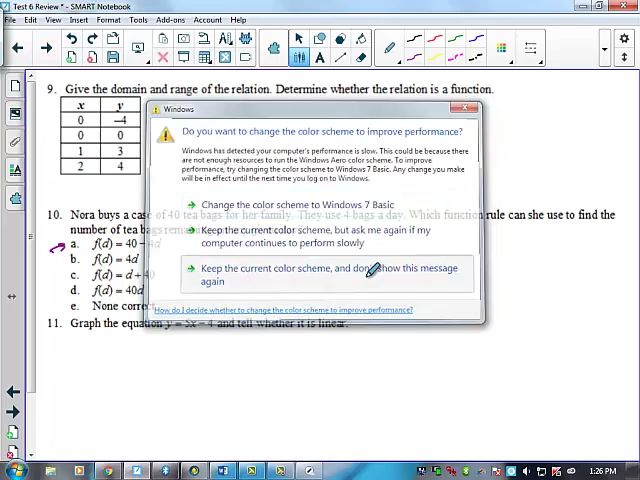 Test 6 Review * - SMART Notebook
File Edit View Insert Format Tools Add-ons Account Help
9. Give the domain and range of the relation. Determine whether the relation is a function.
x y
0 –4
0 0
1 3
2 4
Windows
Do you want to change the color scheme to improve performance?
Windows has detected your computer's performance is slow. This could be because there
are not enough resources to run the Windows Aero color scheme. To improve
performance, try changing the color scheme to Windows 7 Basic. Any change you make
will be in effect until the next time you log on to Windows.
Change the color scheme to Windows 7 Basic
Keep the current color scheme, but ask me again if my
computer continues to perform slowly
Keep the current color scheme, and don't show this message
again
How do I decide whether to change the color scheme to improve performance?
10. Nora buys a case of 40 tea bags for her family. They use 4 bags a day. Which function rule can she use to find the
number of tea bags
a. f(d) = 40 – 4d
b. f(d) = 4d
c. f(d) = d + 40
d. f(d) = 40d
e. None correct
11. Graph the equation y = 3x – 4 and tell whether it is linear.
1:26 PM